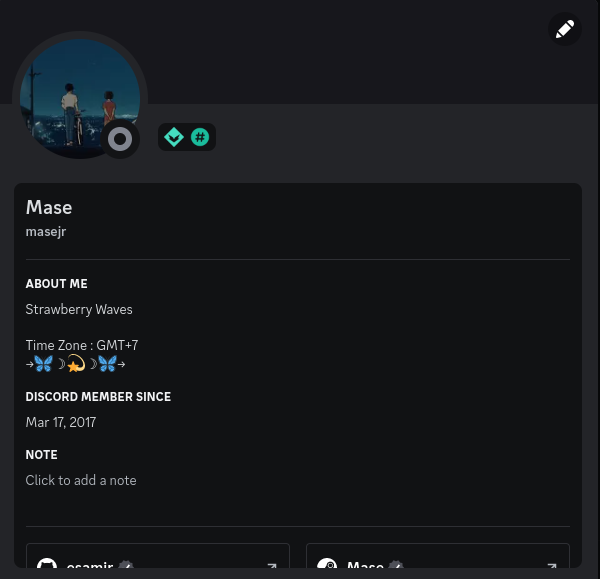 Mase
masejr
ABOUT ME
Strawberry Waves
Time Zone : GMT+7
→🦋☽💫☽🦋→
DISCORD MEMBER SINCE
Mar 17, 2017
NOTE
Click to add a note
esamir
Mase